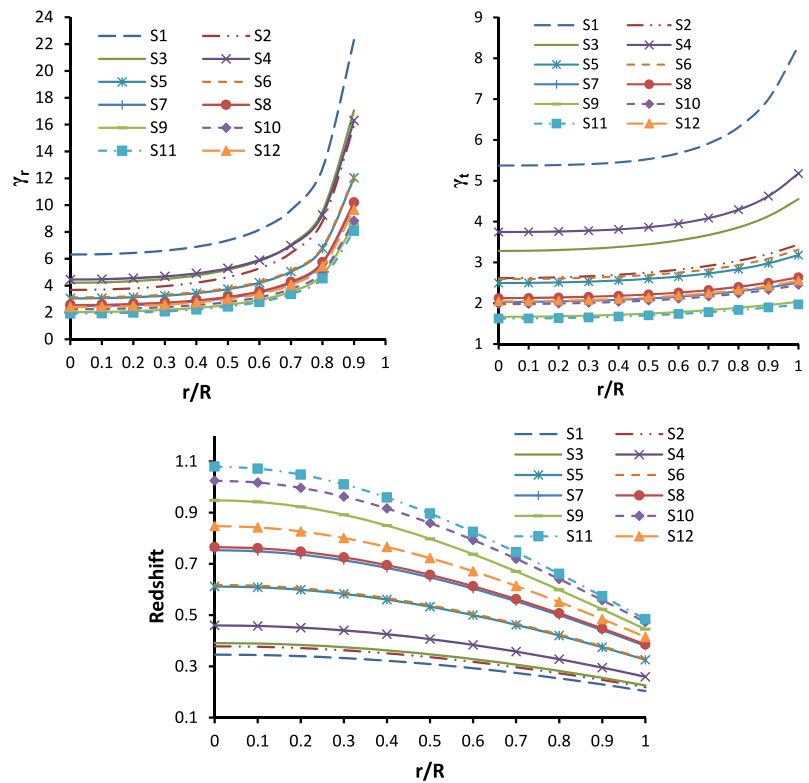 24
22
20
18
16
14
12
10
8
6
4
2
0
γr
S1 S2
S3 S4
S5 S6
S7 S8
S9 S10
S11 S12
0 0.1 0.2 0.3 0.4 0.5 0.6 0.7 0.8 0.9 1
r/R
9
8
7
6
5
4
3
2
1
γt
S1 S2
S3 S4
S5 S6
S7 S8
S9 S10
S11 S12
0 0.1 0.2 0.3 0.4 0.5 0.6 0.7 0.8 0.9 1
r/R
1.1
0.9
0.7
0.5
0.3
0.1
Redshift
S1 S2
S3 S4
S5 S6
S7 S8
S9 S10
S11 S12
0 0.1 0.2 0.3 0.4 0.5 0.6 0.7 0.8 0.9 1
r/R